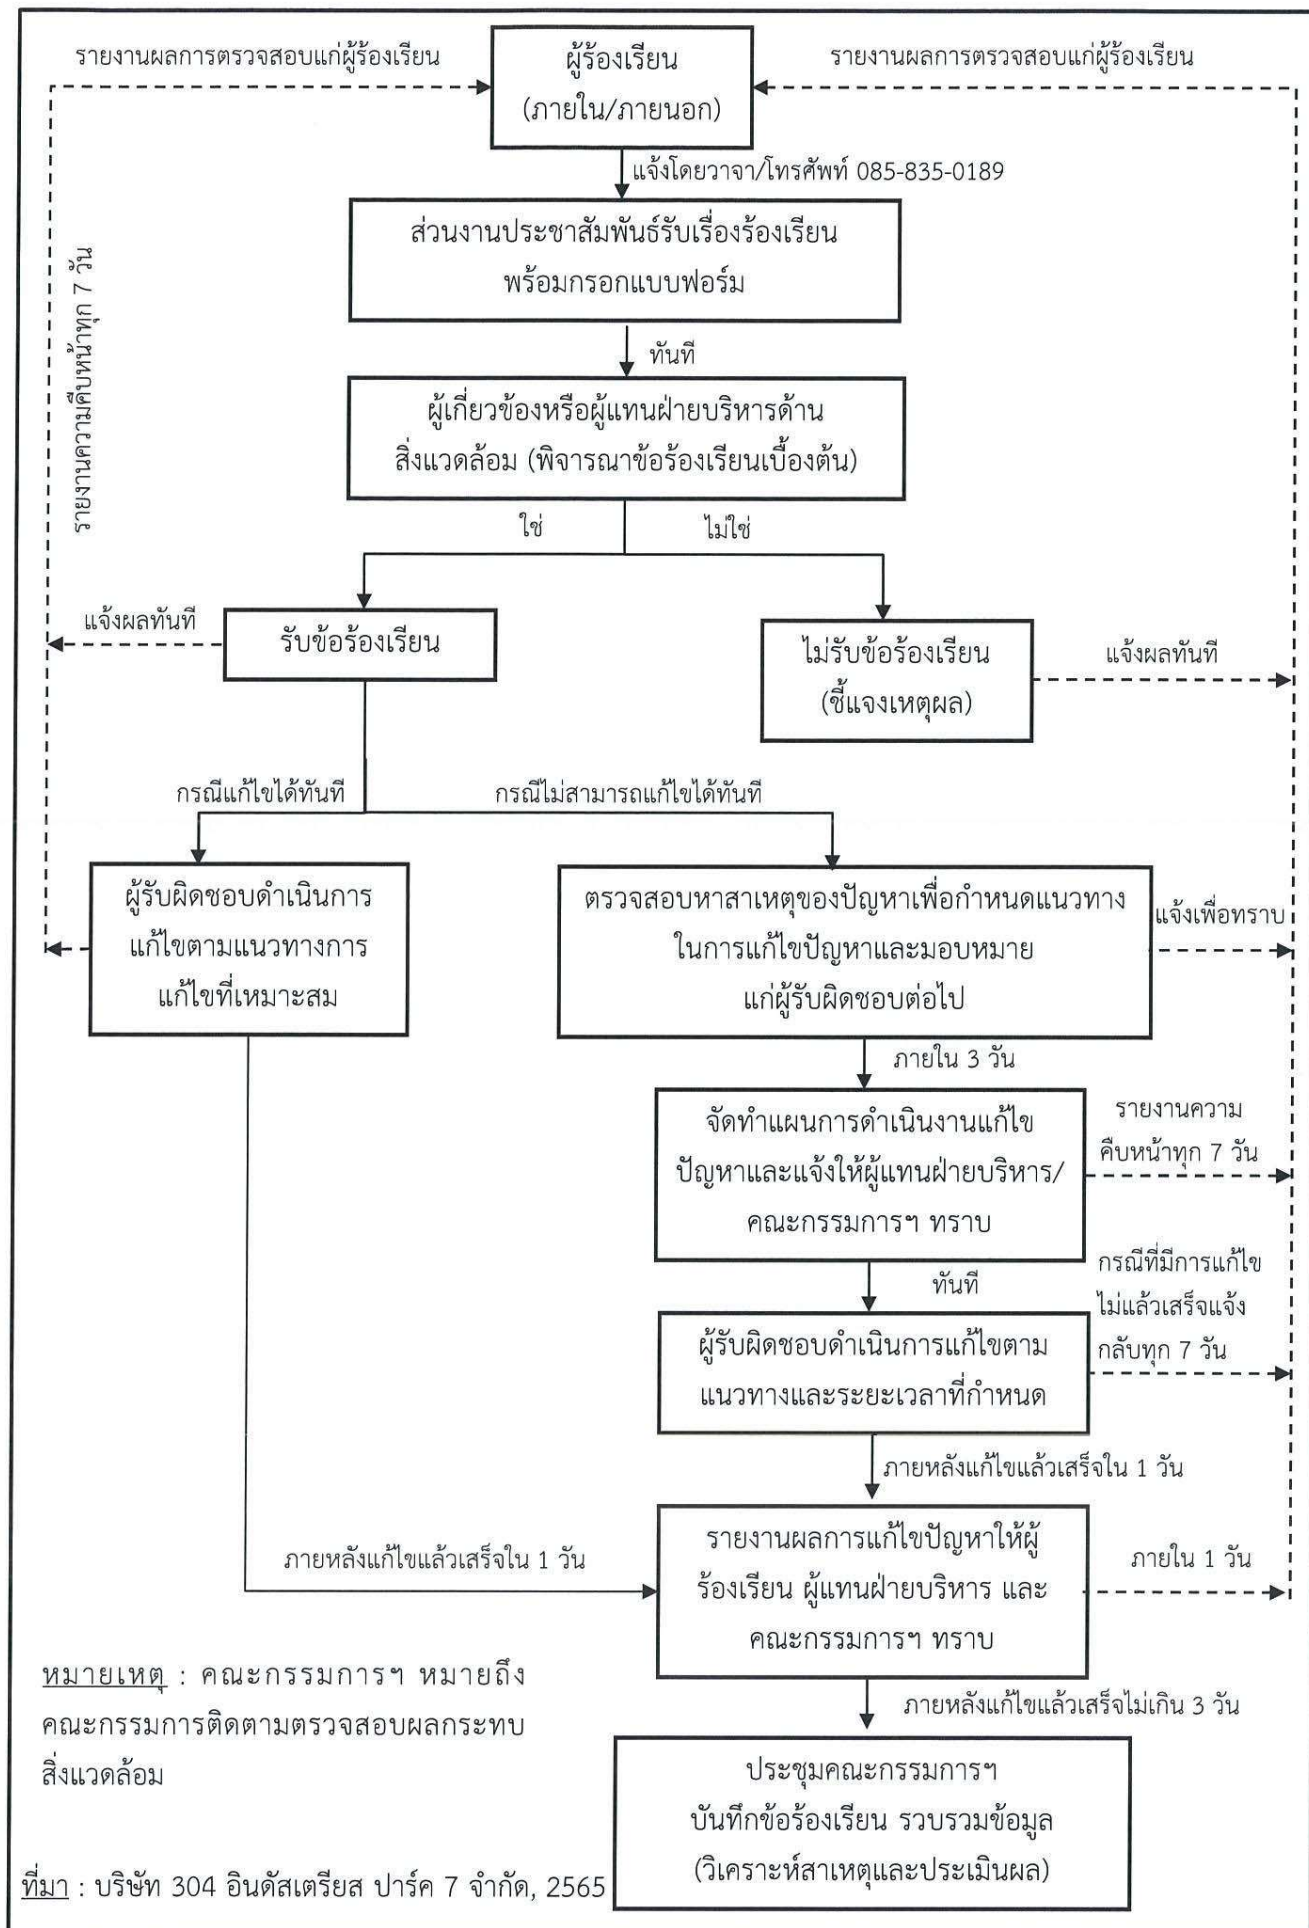 รายงานผลการตรวจสอบแก่ผู้ร้องเรียน
ผู้ร้องเรียน
(ภายใน/ภายนอก)
รายงานผลการตรวจสอบแก่ผู้ร้องเรียน
แจ้งโดยวาจา/โทรศัพท์ 085-835-0189
ส่วนงานประชาสัมพันธ์รับเรื่องร้องเรียน
พร้อมกรอกแบบฟอร์ม
รายงานความคืบหน้าทุก 7 วัน
ทันที
ผู้เกี่ยวข้องหรือผู้แทนฝ่ายบริหารด้าน
สิ่งแวดล้อม (พิจารณาข้อร้องเรียนเบื้องต้น)
ใช่
ไม่ใช่
แจ้งผลทันที
รับข้อร้องเรียน
ไม่รับข้อร้องเรียน
(ชี้แจงเหตุผล)
แจ้งผลทันที
กรณีแก้ไขได้ทันที
กรณีไม่สามารถแก้ไขได้ทันที
ผู้รับผิดชอบดำเนินการ
แก้ไขตามแนวทางการ
แก้ไขที่เหมาะสม
ตรวจสอบหาสาเหตุของปัญหาเพื่อกำหนดแนวทาง
ในการแก้ไขปัญหาและมอบหมาย
แก่ผู้รับผิดชอบต่อไป
แจ้งเพื่อทราบ
ภายใน 3 วัน
จัดทำแผนการดำเนินงานแก้ไข
ปัญหาและแจ้งให้ผู้แทนฝ่ายบริหาร/
คณะกรรมการฯ ทราบ
รายงานความ
คืบหน้าทุก 7 วัน
ทันที
กรณีที่มีการแก้ไข
ไม่แล้วเสร็จแจ้ง
กลับทุก 7 วัน
ผู้รับผิดชอบดำเนินการแก้ไขตาม
แนวทางและระยะเวลาที่กำหนด
ภายหลังแก้ไขแล้วเสร็จใน 1 วัน
ภายหลังแก้ไขแล้วเสร็จใน 1 วัน
รายงานผลการแก้ไขปัญหาให้ผู้
ร้องเรียน ผู้แทนฝ่ายบริหาร และ
คณะกรรมการฯ ทราบ
ภายใน 1 วัน
ภายหลังแก้ไขแล้วเสร็จไม่เกิน 3 วัน
หมายเหตุ : คณะกรรมการฯ หมายถึง
คณะกรรมการติดตามตรวจสอบผลกระทบ
สิ่งแวดล้อม
ประชุมคณะกรรมการฯ
บันทึกข้อร้องเรียน รวบรวมข้อมูล
(วิเคราะห์สาเหตุและประเมินผล)
ที่มา : บริษัท 304 อินดัสเตรียส ปาร์ค 7 จำกัด, 2565